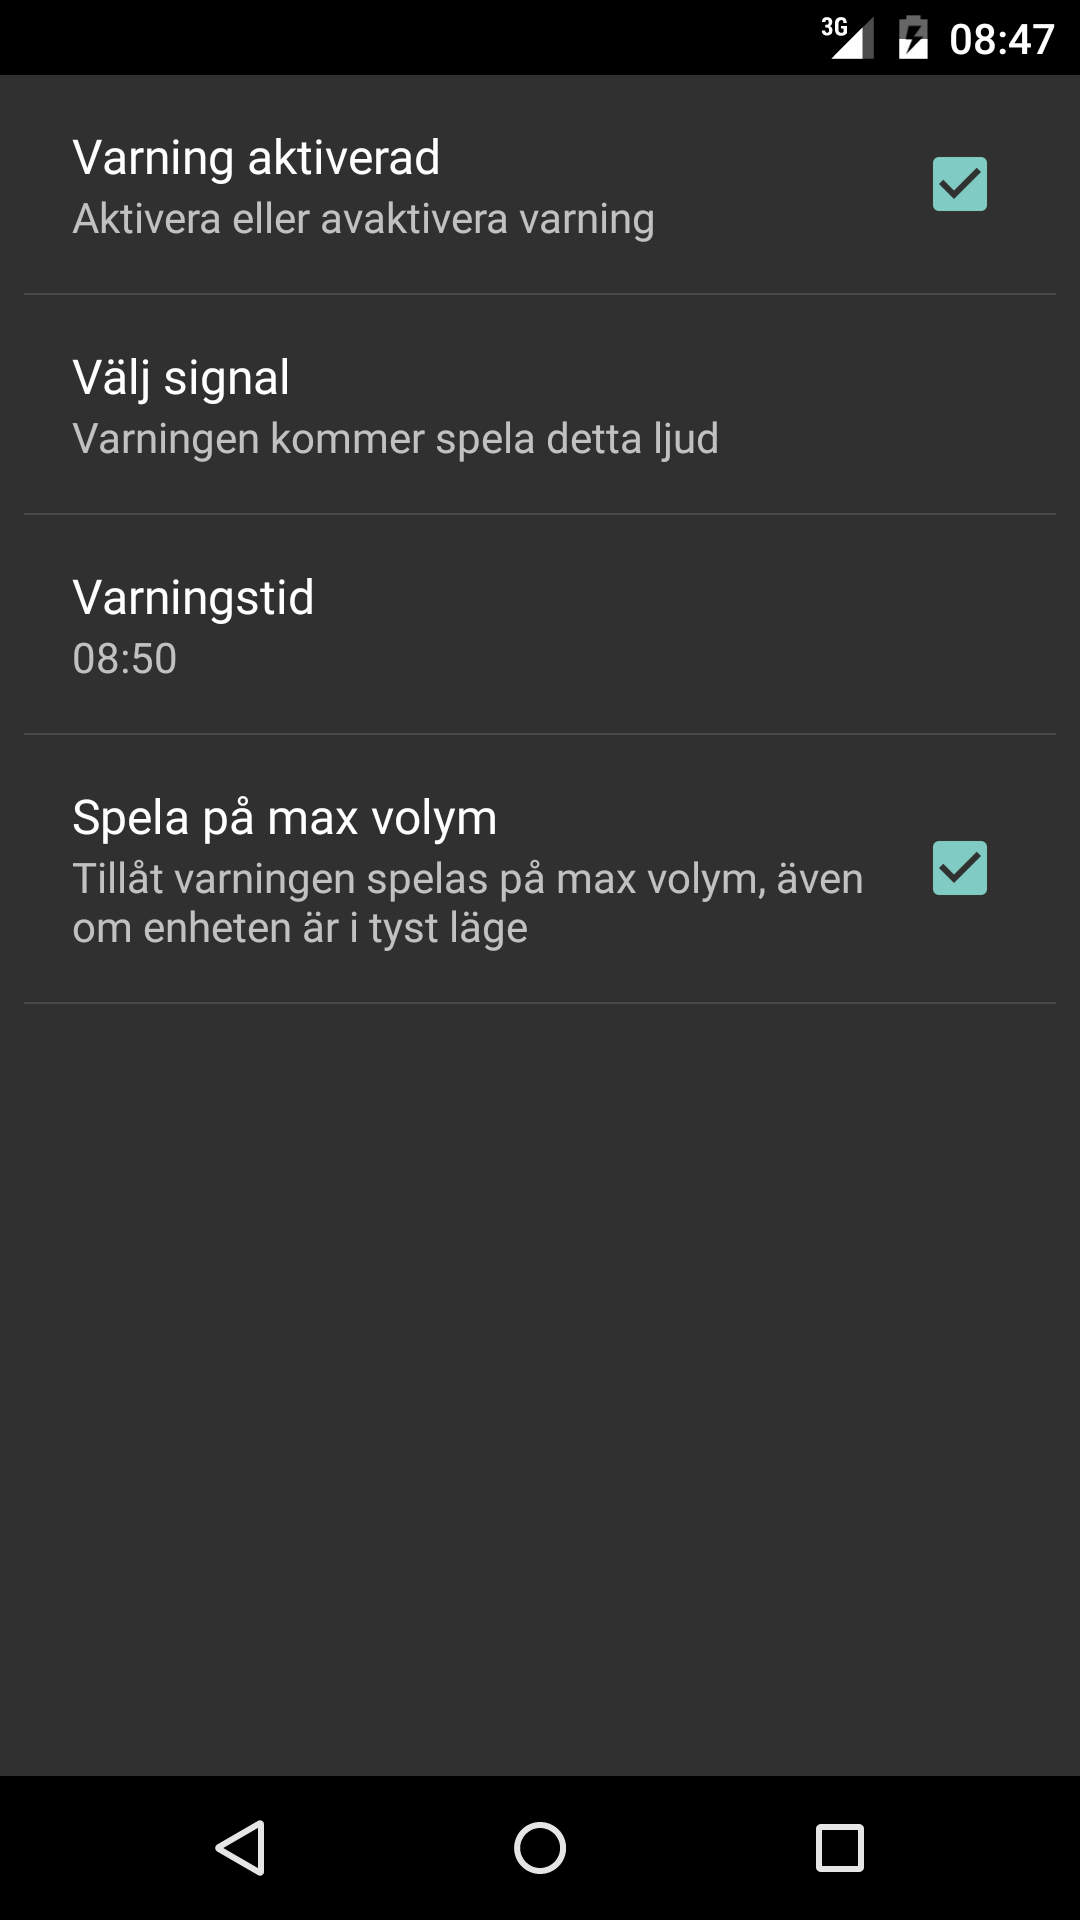 3G 08:47
Varning aktiverad
Aktivera eller avaktivera varning
Välj signal
Varningen kommer spela detta ljud
Varningstid
08:50
Spela på max volym
Tillåt varningen spelas på max volym, även
om enheten är i tyst läge